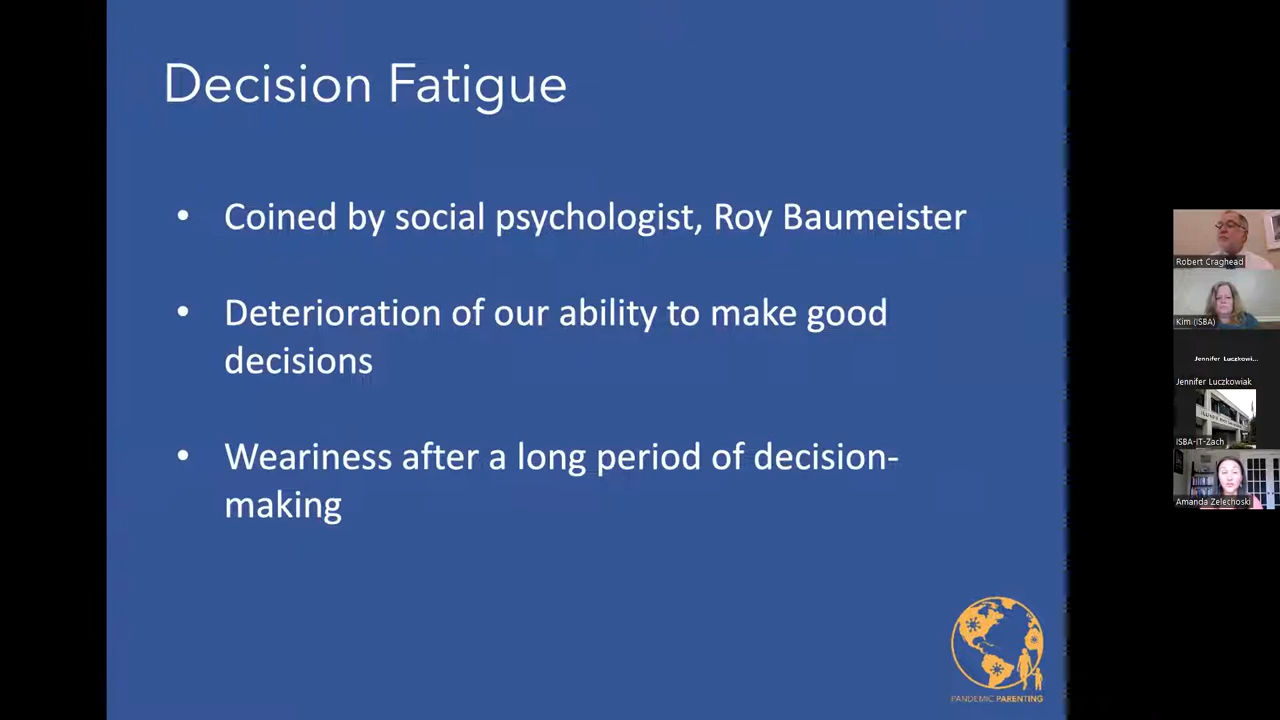 Decision Fatigue
• Coined by social psychologist, Roy Baumeister
• Deterioration of our ability to make good
decisions
• Weariness after a long period of decision-
making
PANDEMIC PARENTING
Robert Craghead
Kim (ISBA)
Jennifer Luczkowi...
Jennifer Luczkowiak
ISBA-IT-Zach
Amanda Zelechoski